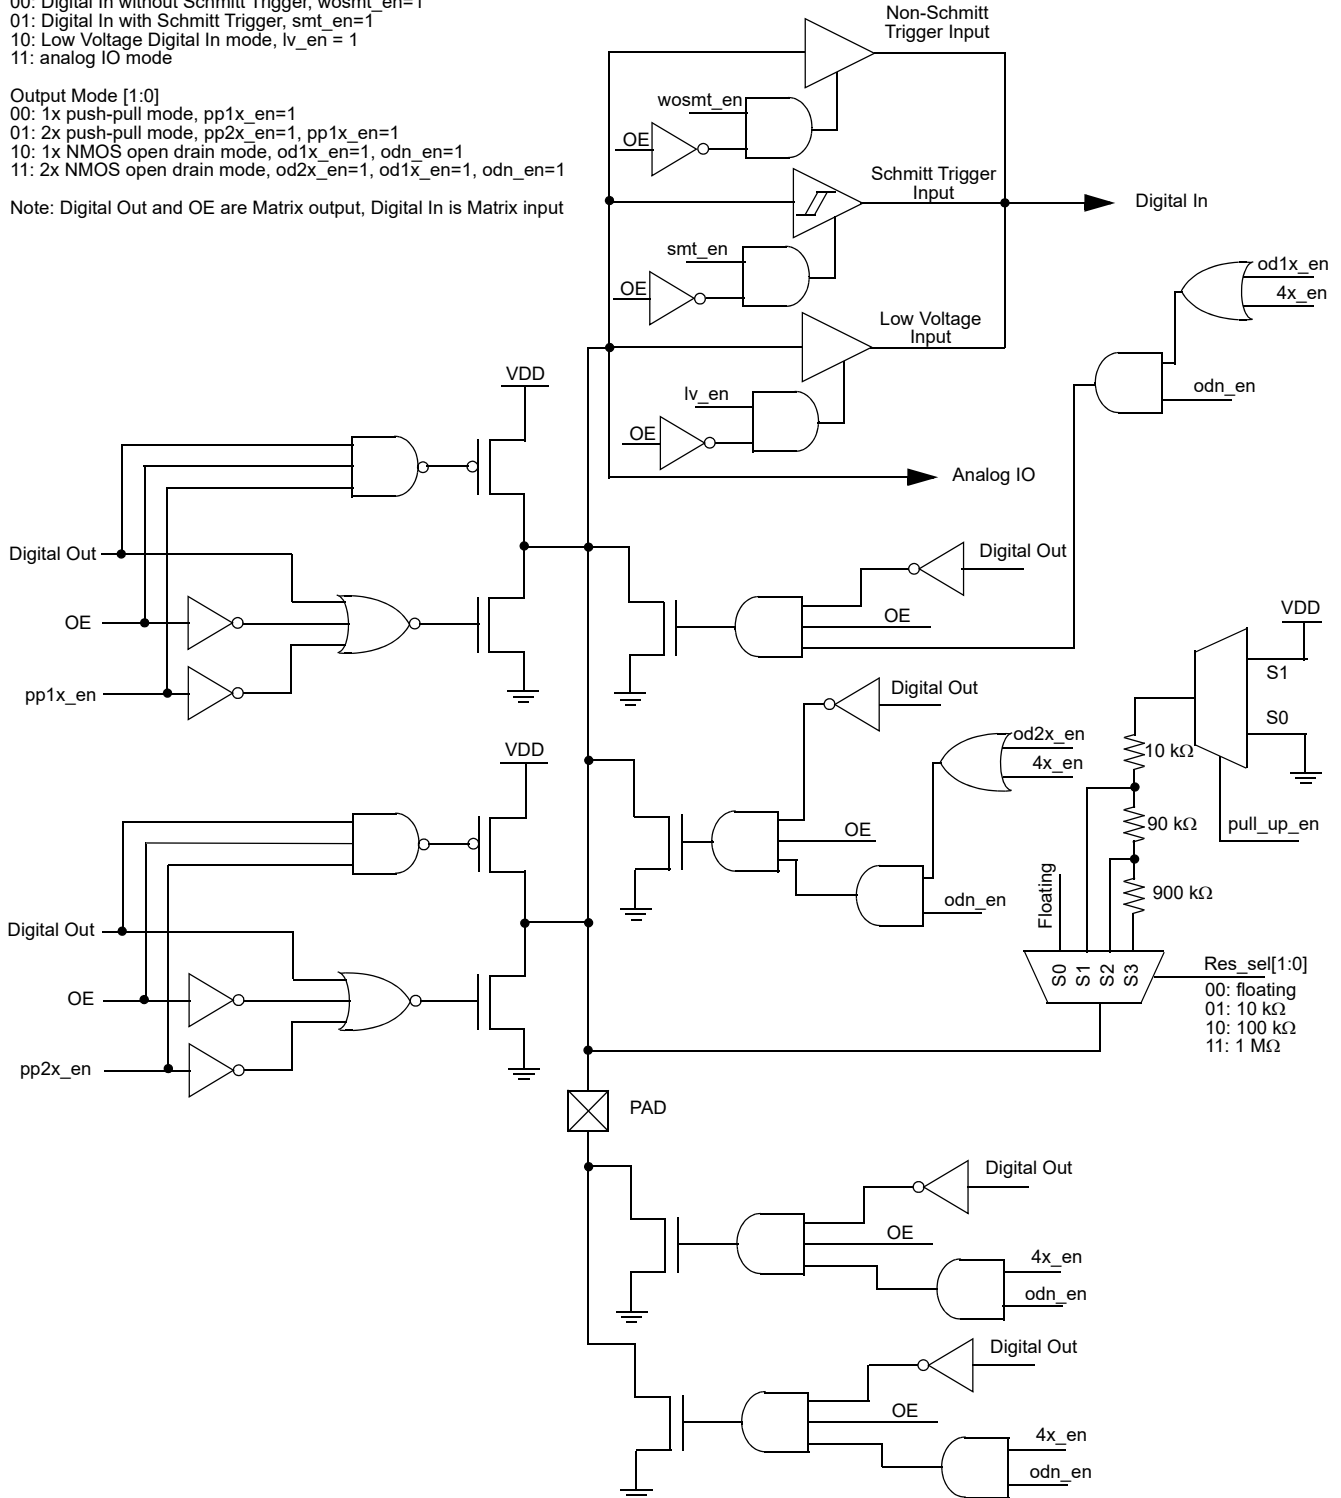 00: Digital In without Schmitt Trigger, wosmt_en=1
01: Digital In with Schmitt Trigger, smt_en=1
10: Low Voltage Digital In mode, lv_en = 1
11: analog IO mode
Output Mode [1:0]
00: 1x push-pull mode, pp1x_en=1
01: 2x push-pull mode, pp2x_en=1, pp1x_en=1
10: 1x NMOS open drain mode, od1x_en=1, odn_en=1
11: 2x NMOS open drain mode, od2x_en=1, od1x_en=1, odn_en=1
Note: Digital Out and OE are Matrix output, Digital In is Matrix input
Non-Schmitt
Trigger Input
wosmt_en
OE
Schmitt Trigger
Input
Digital In
smt_en
OE
od1x_en
4x_en
Low Voltage
Input
odn_en
lv_en
OE
Analog IO
VDD
Digital Out
OE
pp1x_en
Digital Out
OE
VDD
S1
S0
10 kΩ
90 kΩ
900 kΩ
pull_up_en
Digital Out
od2x_en
4x_en
OE
odn_en
VDD
Digital Out
OE
pp2x_en
Floating
S0
S1
S2
S3
Res_sel[1:0]
00: floating
01: 10 kΩ
10: 100 kΩ
11: 1 MΩ
PAD
Digital Out
OE
4x_en
odn_en
Digital Out
OE
4x_en
odn_en